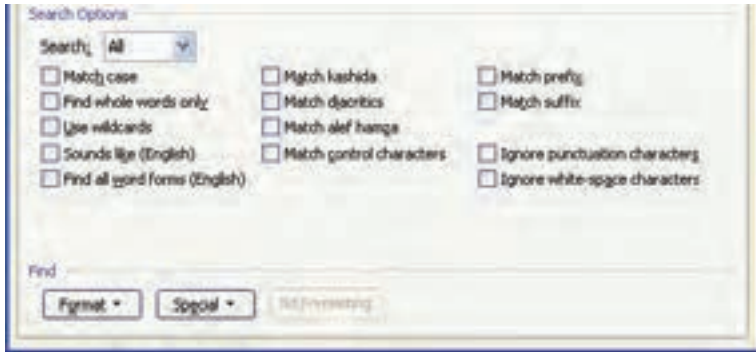 Search Options
Search: All
Match case
Match kashida
Match prefix
Find whole words only
Match diacritics
Match suffix
Use wildcards
Match alef hamza
Sounds like (English)
Match control characters
Ignore punctuation characters
Find all word forms (English)
Ignore white-space characters
Find
Format
Special
No Formatting